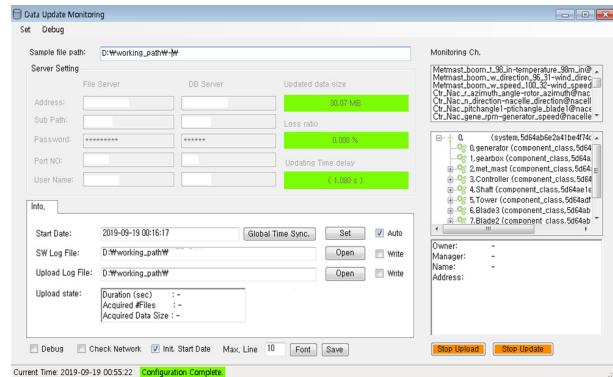 Data Update Monitoring
Set Debug
Sample file path: D:₩working_path₩-₩
Server Setting
File Server DB Server Updated data size
Address: 30.07 MB
Sub Path: Loss ratio
Password: ********* ****** 0.000 %
Port NO: Updating Time delay
User Name: ( 1.080 s )
Info.
Start Date: 2019-09-19 00:16:17 Global Time Sync. Set Auto
SW Log File: D:₩working_path₩ Open Write
Upload Log File: D:₩working_path₩ Open Write
Upload state: Duration (sec) : -
Acquired #Files : -
Acquired Data Size : -
Debug Check Network Init. Start Date Max. Line 10 Font Save
Monitoring Ch.
Metmast_boom_t_98_in-temperature_98m_in@
Metmast_boom_w_direction_96_31-wind_direc
Metmast_boom_w_speed_100_32-wind_speed
Ctr_Nac_r_azimuth_angle-rotor_azimuth@nac
Ctr_Nac_n_direction-nacelle_direction@nacell
Ctr_Nac_pitchangle1-ptichangle_blade1@nace
Ctr_Nac_gene_rpm-generator_speed@nacelle
0, (system, 5d64ab6e2a41be4f74c
0,generator (component_class, 5d64
1,gearbox (component_class, 5d64a
2,met_mast (component_class, 5d64
3,Controller (component_class, 5d64
4,Shaft (component_class, 5d64ae1e
5,Tower (component_class, 5d64adf
6,Blade3 (component_class, 5d64ab
7,Blade2 (component_class, 5d64ab
Owner: -
Manager: -
Name: -
Address:
Stop Upload Stop Update
Current Time: 2019-09-19 00:55:22 Configuration Complete.